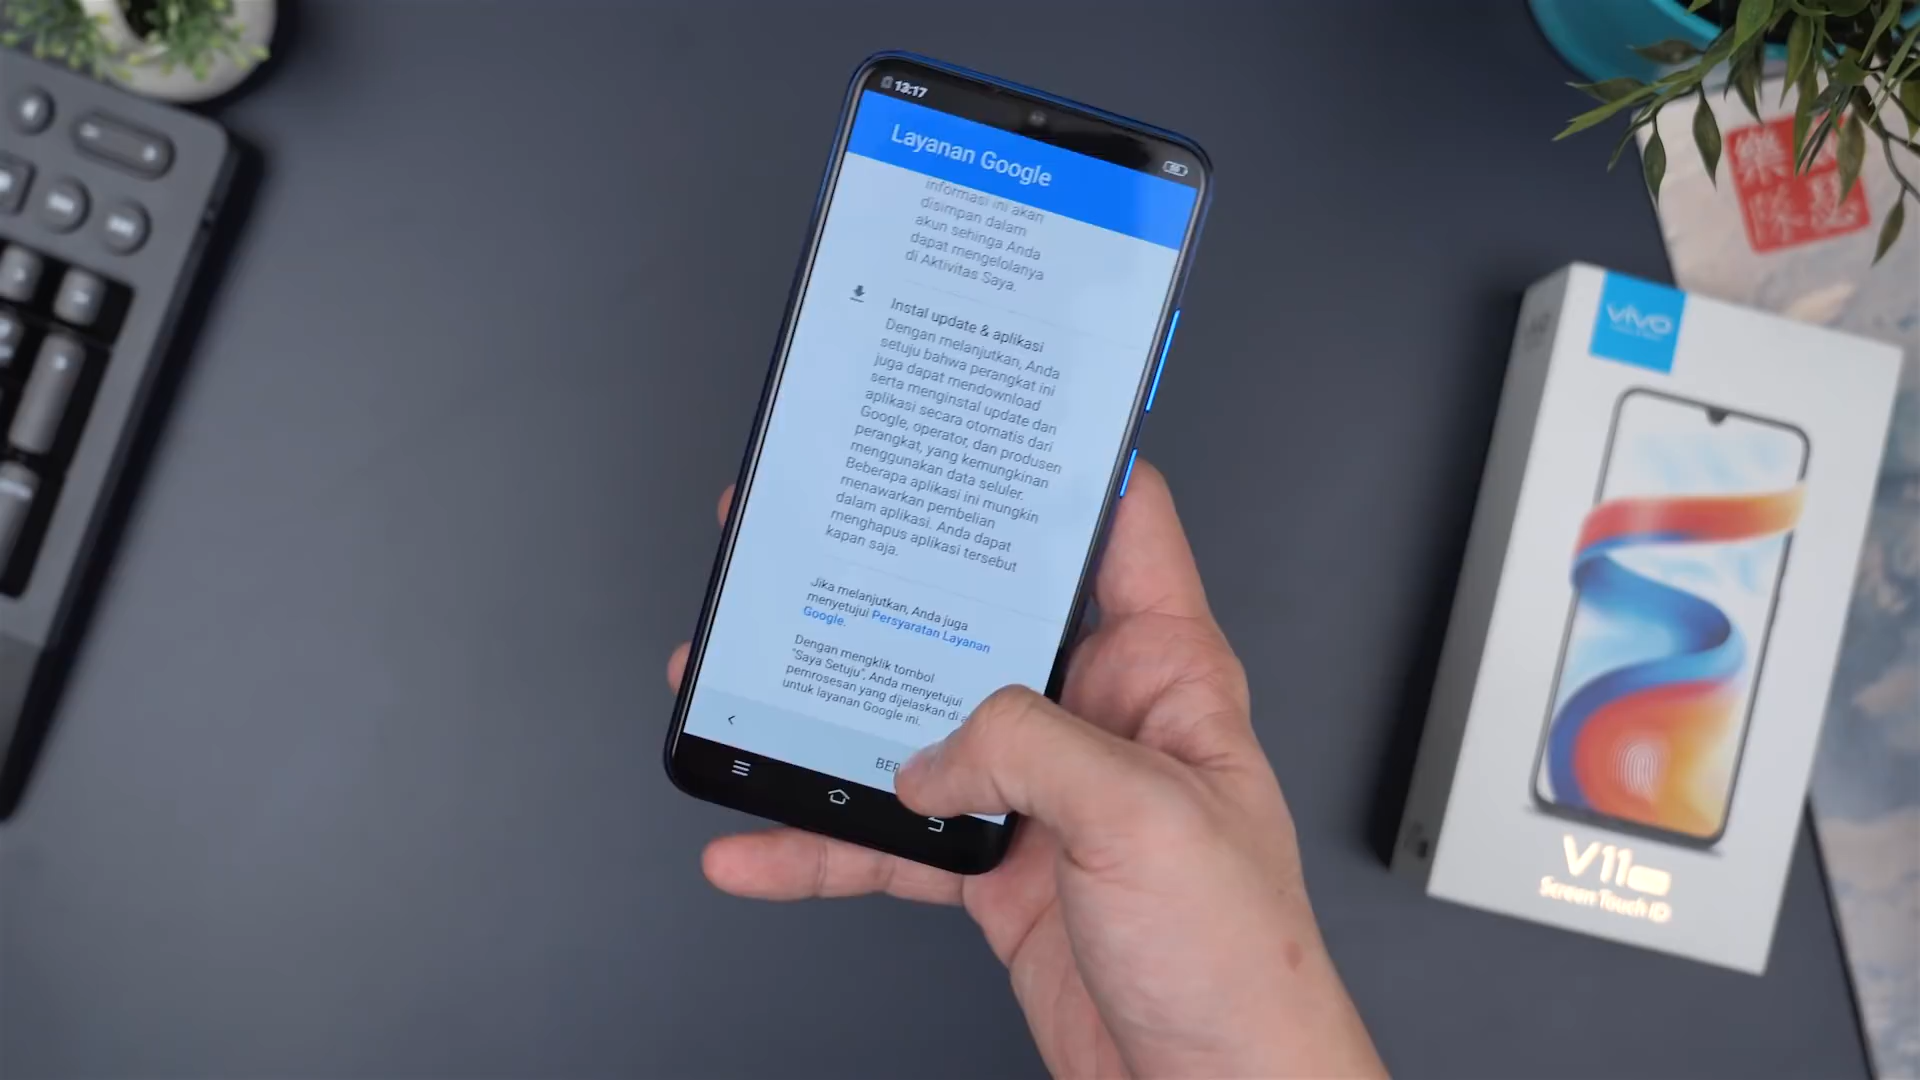 13:17
Layanan Google
informasi ini akan
disimpan dalam
akun sehinga Anda
dapat mengelolanya
di Aktivitas Saya.
Instal update & aplikasi
Dengan melanjutkan, Anda
setuju bahwa perangkat ini
juga dapat mendownload
serta menginstal update dan
aplikasi secara otomatis dari
Google, operator, dan produsen
perangkat, yang kemungkinan
menggunakan data seluler.
Beberapa aplikasi ini mungkin
menawarkan pembelian
dalam aplikasi. Anda dapat
menghapus aplikasi tersebut
kapan saja.
Jika melanjutkan, Anda juga
menyetujui Persyaratan Layanan
Google.
Dengan mengklik tombol
"Saya Setuju", Anda menyetujui
pemrosesan yang dijelaskan di
untuk layanan Google ini.
vivo
V11
Screen Touch ID